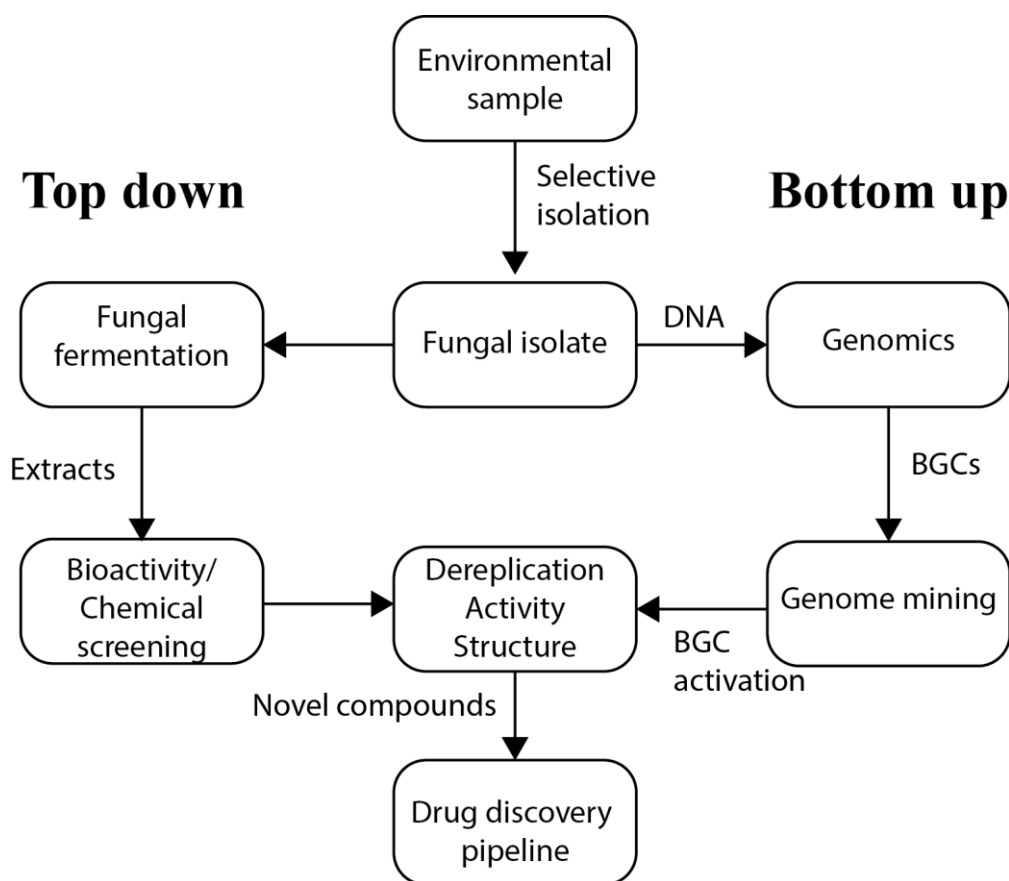 Environmental
sample
Selective
isolation
Top down
Bottom up
Fungal
fermentation
Fungal isolate
DNA
Genomics
Extracts
BGCs
Bioactivity/
Chemical
screening
Dereplication
Activity
Structure
Genome mining
BGC
activation
Novel compounds
Drug discovery
pipeline